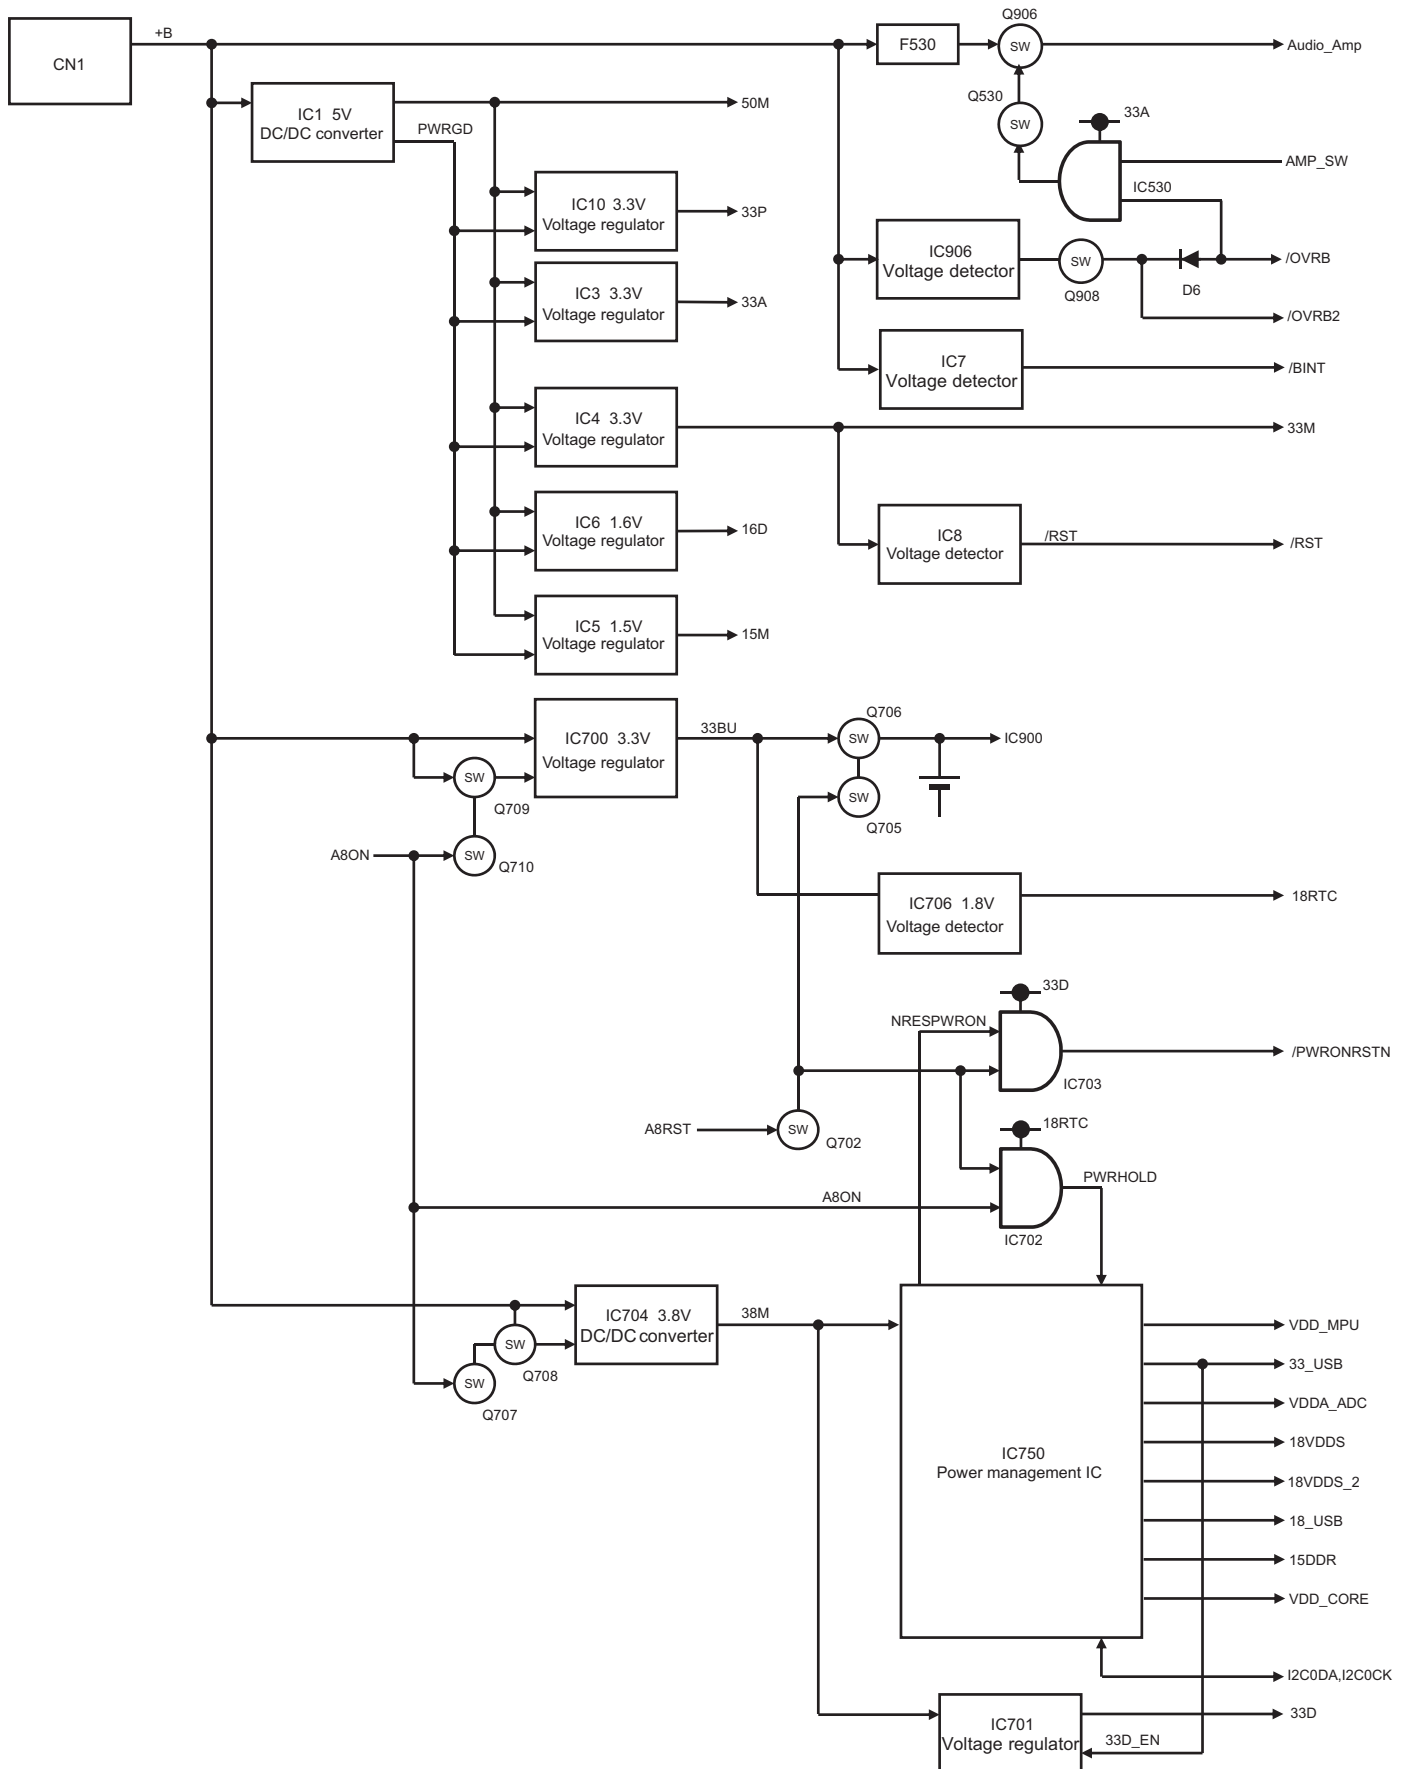 Q906
+B
CN1
F530
SW
Audio_Amp
IC1 5V
DC/DC converter
50M
PWRGD
Q530
SW
33A
AMP_SW
IC530
IC10 3.3V
Voltage regulator
33P
IC906
Voltage detector
SW
Q908
D6
/OVRB
/OVRB2
IC3 3.3V
Voltage regulator
33A
IC7
Voltage detector
/BINT
IC4 3.3V
Voltage regulator
33M
IC6 1.6V
Voltage regulator
16D
IC8
Voltage detector
/RST
/RST
IC5 1.5V
Voltage regulator
15M
IC700 3.3V
Voltage regulator
33BU
Q706
SW
IC900
SW
Q709
SW
Q705
A8ON
SW
Q710
IC706 1.8V
Voltage detector
18RTC
33D
NRESPWRON
/PWRONRSTN
IC703
A8RST
SW
Q702
18RTC
PWRHOLD
A8ON
IC702
IC704 3.8V
DC/DC converter
38M
SW
Q708
SW
Q707
IC750
Power management IC
VDD_MPU
33_USB
VDDA_ADC
18VDDS
18VDDS_2
18_USB
15DDR
VDD_CORE
I2C0DA,I2C0CK
IC701
Voltage regulator
33D
33D_EN